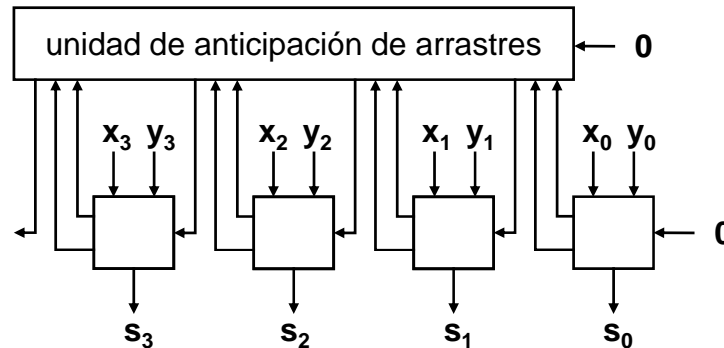 unidad de anticipación de arrastres 0
x₃ y₃ x₂ y₂ x₁ y₁ x₀ y₀
0
s₃ s₂ s₁ s₀